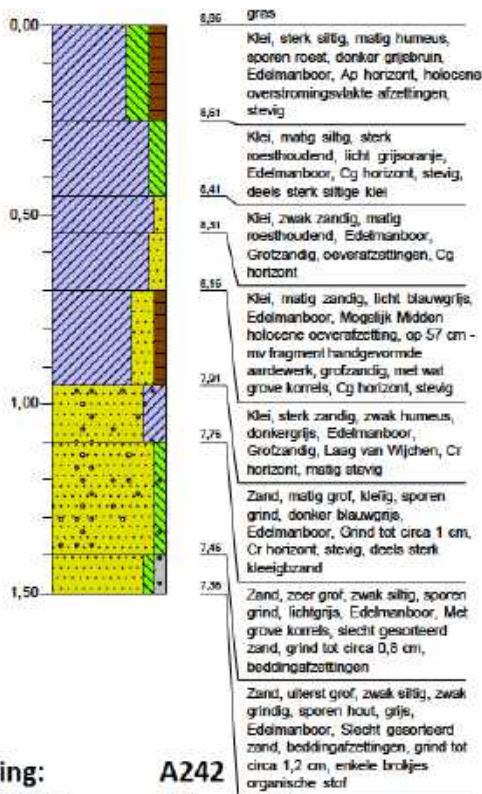 0,00
8,86
gras
Klei, sterk siltig, matig humeus,
sporen roest, donker grijsbruin,
Edelmanboor, Ap horizont, holocene
overstromingsvlakte afzettingen,
stevig
8,61
Klei, matig siltig, sterk
roesthoudend, licht grijsoranje,
Edelmanboor, Cg horizont, stevig,
deels sterk siltige klei
8,41
0,50
Klei, zwak zandig, matig
roesthoudend, Edelmanboor,
Grofzandig, oeverafzettingen, Cg
horizont
8,31
8,16
Klei, matig zandig, licht blauwgrijs,
Edelmanboor, Mogelijk Midden
holocene oeverafzetting, op 57 cm -
mv fragment handgevormde
aardewerk, grofzandig, met wat
grove korrels, Cg horizont, stevig
7,91
1,00
Klei, sterk zandig, zwak humeus,
donkergrijs, Edelmanboor,
Grofzandig, Laag van Wijchen, Cr
horizont, matig stevig
7,76
Zand, matig grof, kleiig, sporen
grind, donker blauwgrijs,
Edelmanboor, Grind tot circa 1 cm,
Cr horizont, stevig, deels sterk
kleeigbzand
7,46
1,50
7,36
Zand, zeer grof, zwak siltig, sporen
grind, lichtgrijs, Edelmanboor, Met
grove korrels, slecht gesorteerd
zand, grind tot circa 0,8 cm,
beddingafzettingen
Zand, uiterst grof, zwak siltig, zwak
grindig, sporen hout, grijs,
Edelmanboor, Slecht gesorteerd
zand, beddingafzettingen, grind tot
circa 1,2 cm, enkele brokjes
organische stof
ing: A242